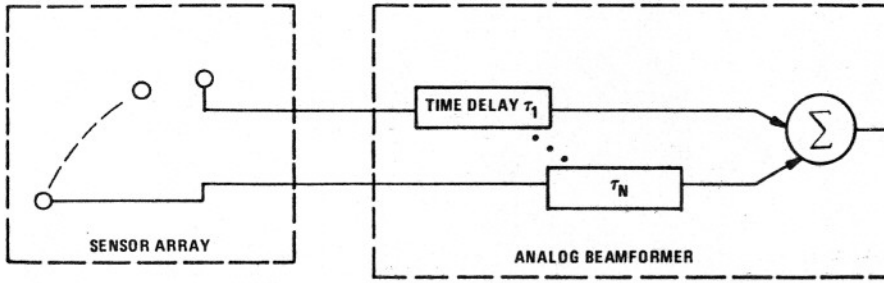 TIME DELAY τ1
Σ
τN
SENSOR ARRAY
ANALOG BEAMFORMER